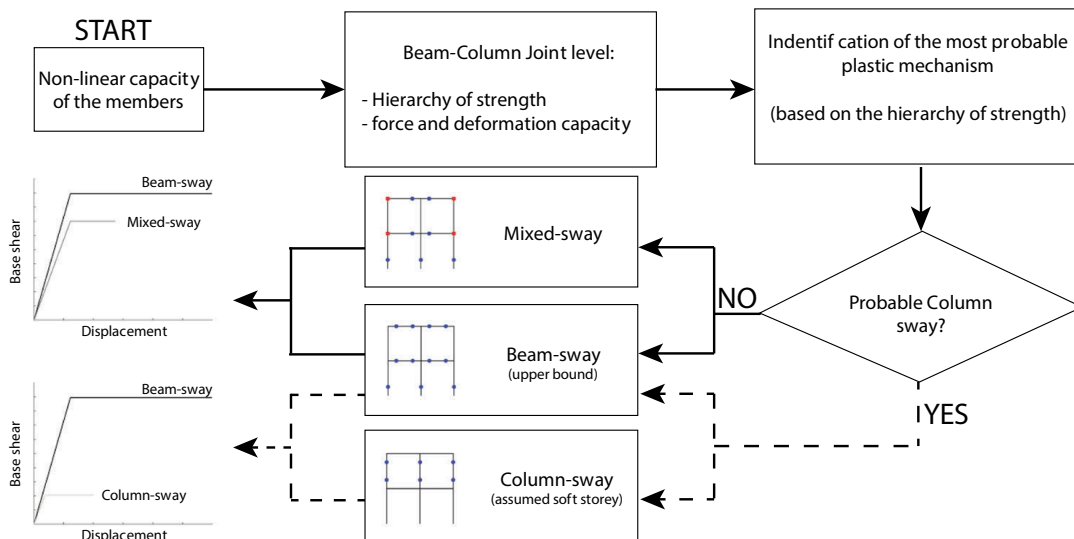 START
Non-linear capacity
of the members
Beam-Column Joint level:
- Hierarchy of strength
- force and deformation capacity
Indentif cation of the most probable
plastic mechanism
(based on the hierarchy of strength)
Probable Column
sway?
NO
YES
Mixed-sway
Beam-sway
(upper bound)
Column-sway
(assumed soft storey)
Beam-sway
Mixed-sway
Base shear
Displacement
Beam-sway
Column-sway
Base shear
Displacement